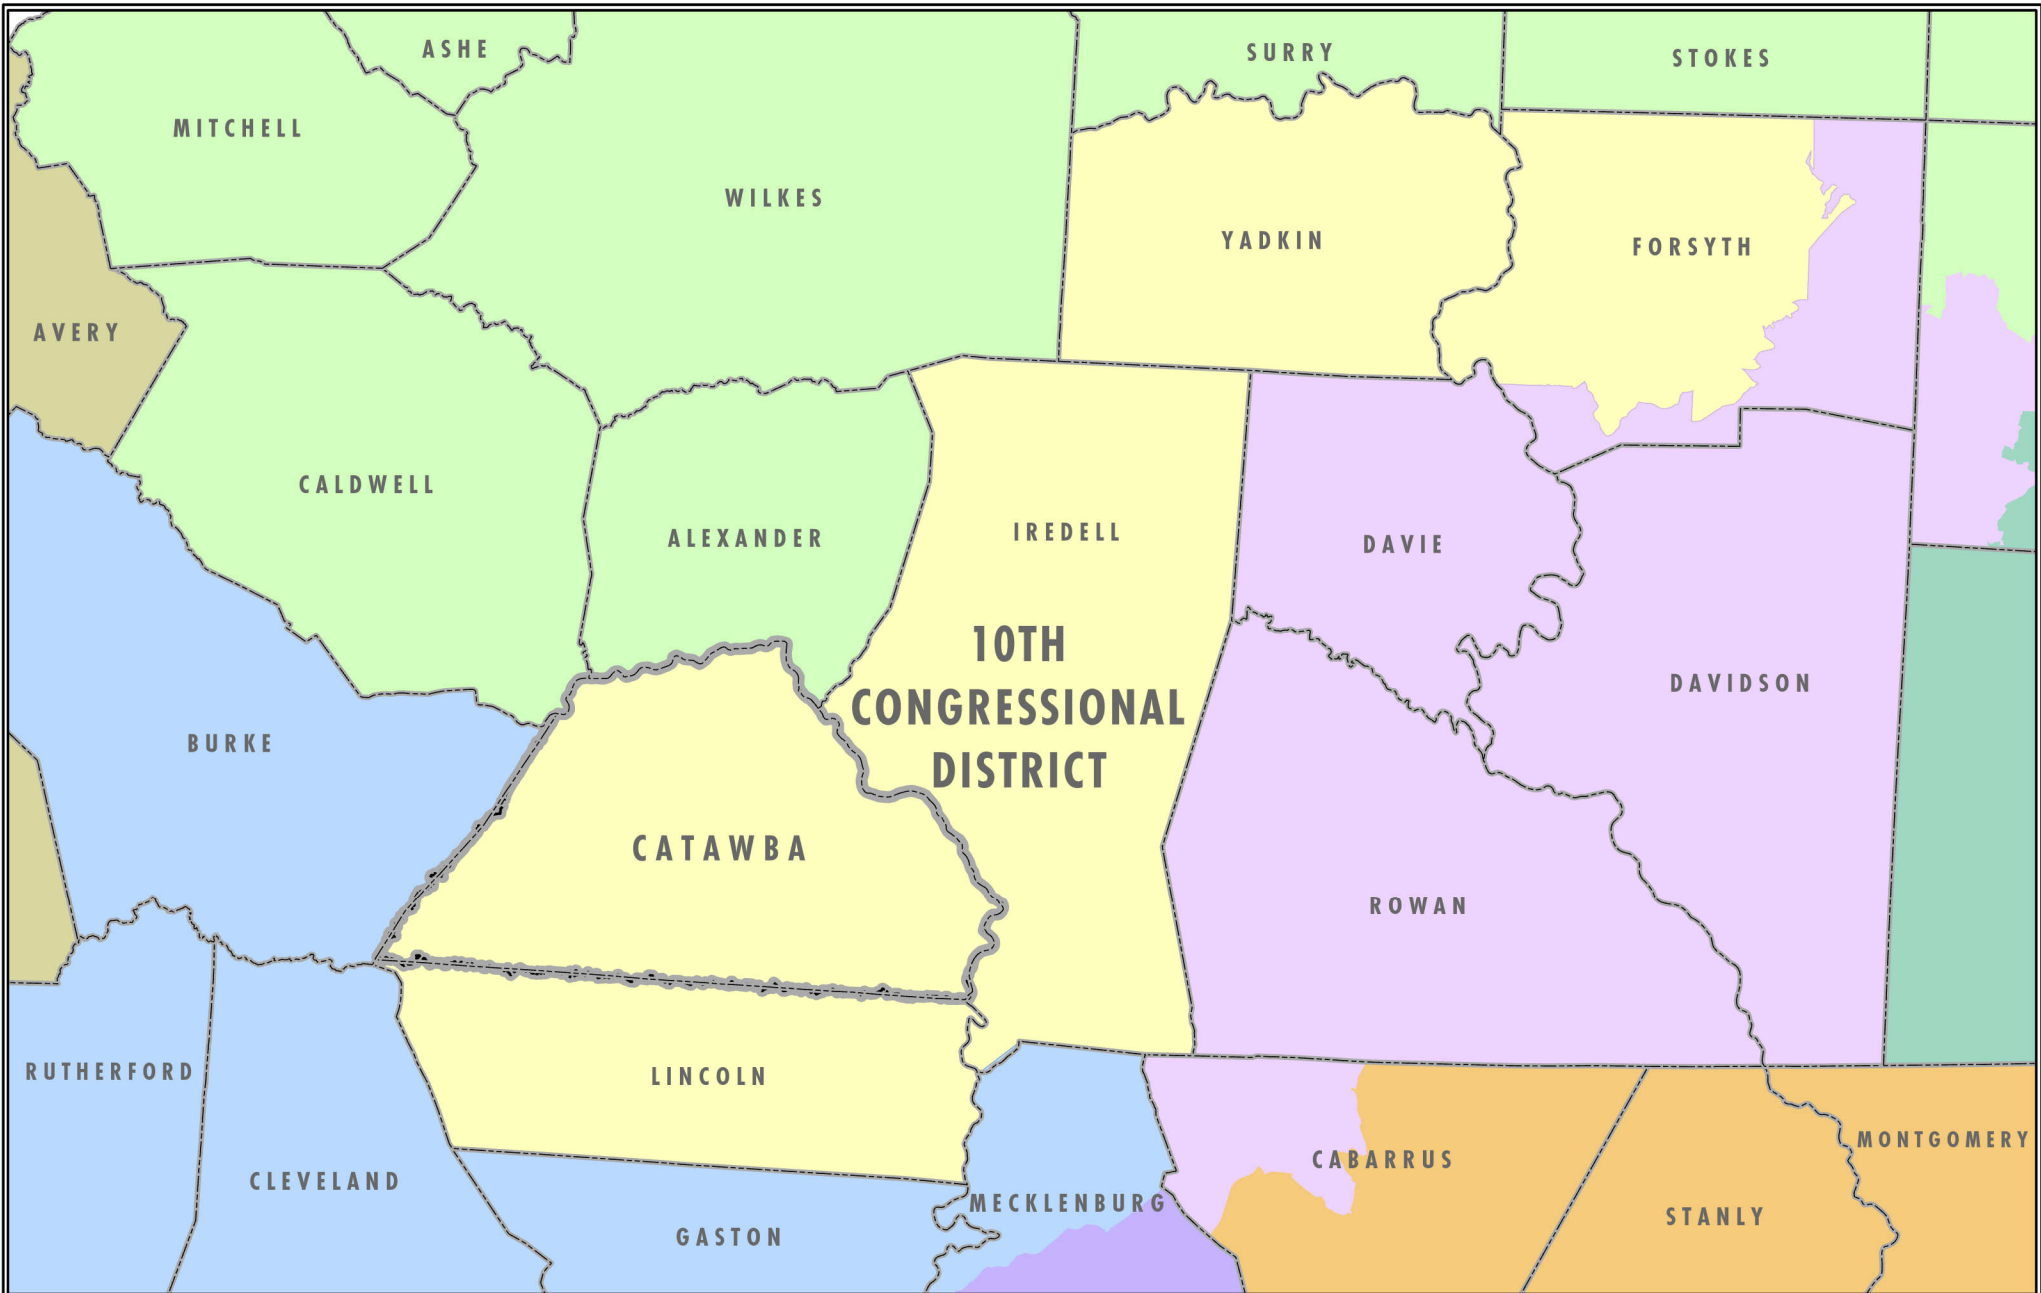 ASHE
SURRY
STOKES
MITCHELL
WILKES
YADKIN
FORSYTH
AVERY
CALDWELL
ALEXANDER
IREDELL
DAVIE
10TH
CONGRESSIONAL
DISTRICT
DAVIDSON
BURKE
CATAWBA
ROWAN
RUTHERFORD
LINCOLN
CLEVELAND
GASTON
MECKLENBURG
CABARRUS
STANLY
MONTGOMERY